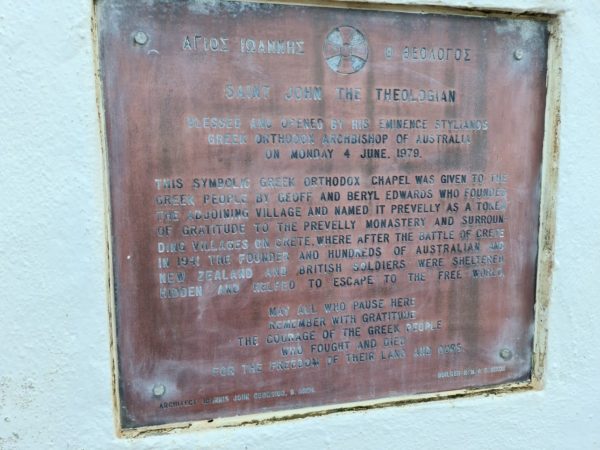 ΑΓΙΟΣ ΙΩΑΝΝΗΣ Ο ΘΕΟΛΟΓΟΣ
SAINT JOHN THE THEOLOGIAN
BLESSED AND OPENED BY HIS EMINENCE STYLIANOS
GREEK ORTHODOX ARCHBISHOP OF AUSTRALIA
ON MONDAY 4 JUNE, 1979.
THIS SYMBOLIC GREEK ORTHODOX CHAPEL WAS GIVEN TO THE
GREEK PEOPLE BY GEOFF AND BERYL EDWARDS WHO FOUNDED
THE ADJOINING VILLAGE AND NAMED IT PREVELLY AS A TOKEN
OF GRATITUDE TO THE PREVELLY MONASTERY AND SURROUN-
DING VILLAGES ON CRETE, WHERE AFTER THE BATTLE OF CRETE
IN 1941 THE FOUNDER AND HUNDREDS OF AUSTRALIAN AND
NEW ZEALAND AND BRITISH SOLDIERS WERE SHELTERED
HIDDEN AND HELPED TO ESCAPE TO THE FREE WORLD.
MAY ALL WHO PAUSE HERE
REMEMBER WITH GRATITUDE
THE COURAGE OF THE GREEK PEOPLE
WHO FOUGHT AND DIED
FOR THE FREEDOM OF THEIR LAND AND OURS.
ARCHITECT JOHN
BUILDER